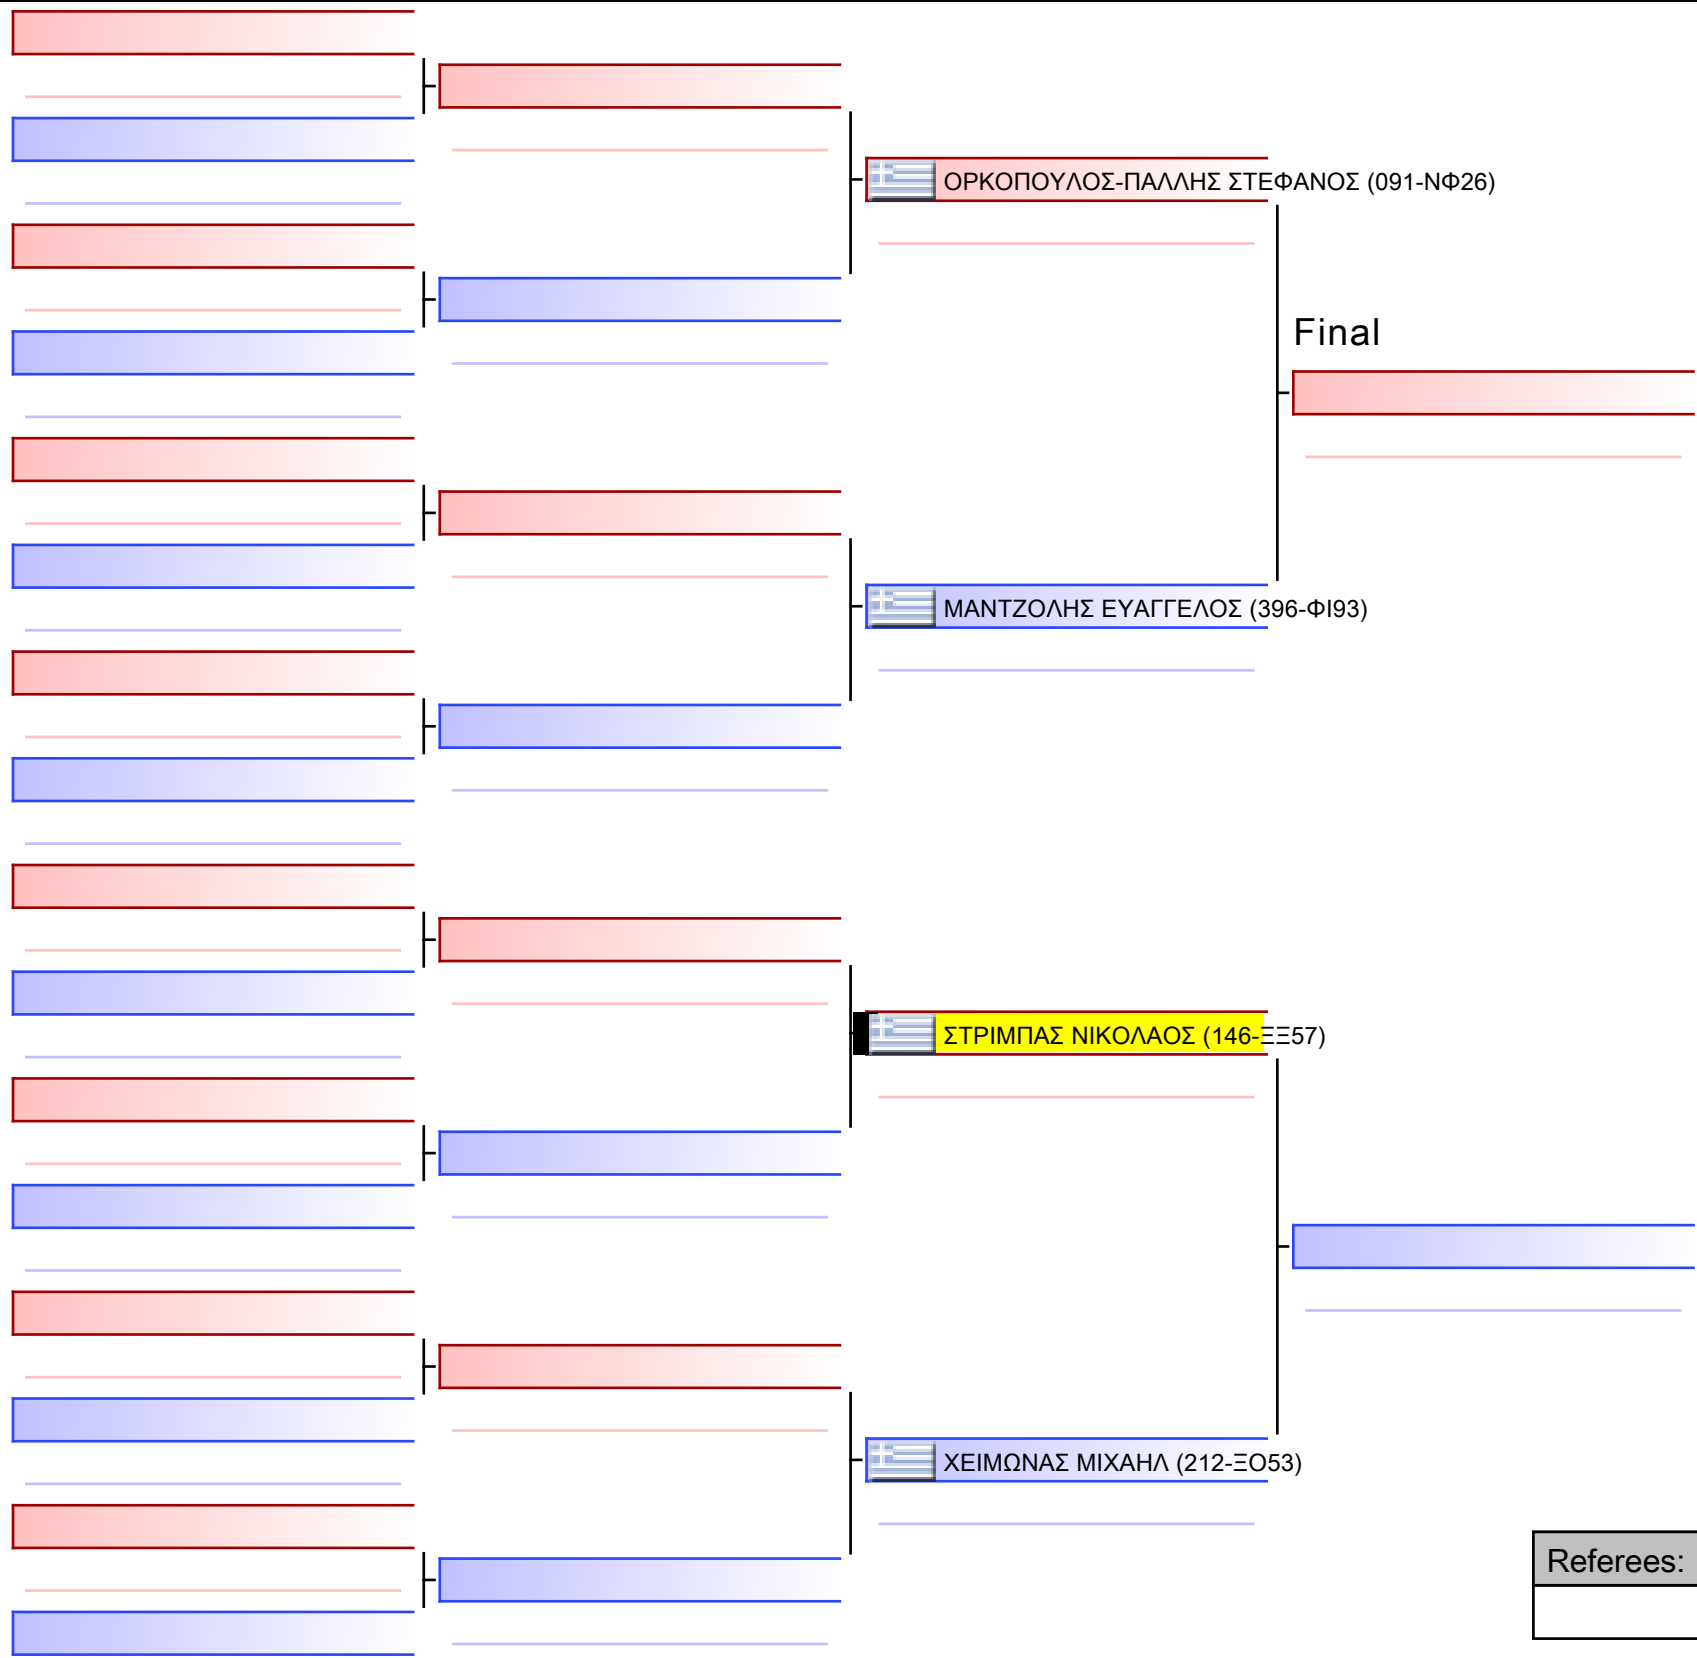 ΟΡΚΟΠΟΥΛΟΣ-ΠΑΛΛΗΣ ΣΤΕΦΑΝΟΣ (091-ΝΦ26)
Final
ΜΑΝΤΖΟΛΗΣ ΕΥΑΓΓΕΛΟΣ (396-ΦΙ93)
ΣΤΡΙΜΠΑΣ ΝΙΚΟΛΑΟΣ (146-ΞΞ57)
ΧΕΙΜΩΝΑΣ ΜΙΧΑΗΛ (212-ΞΟ53)
Referees: